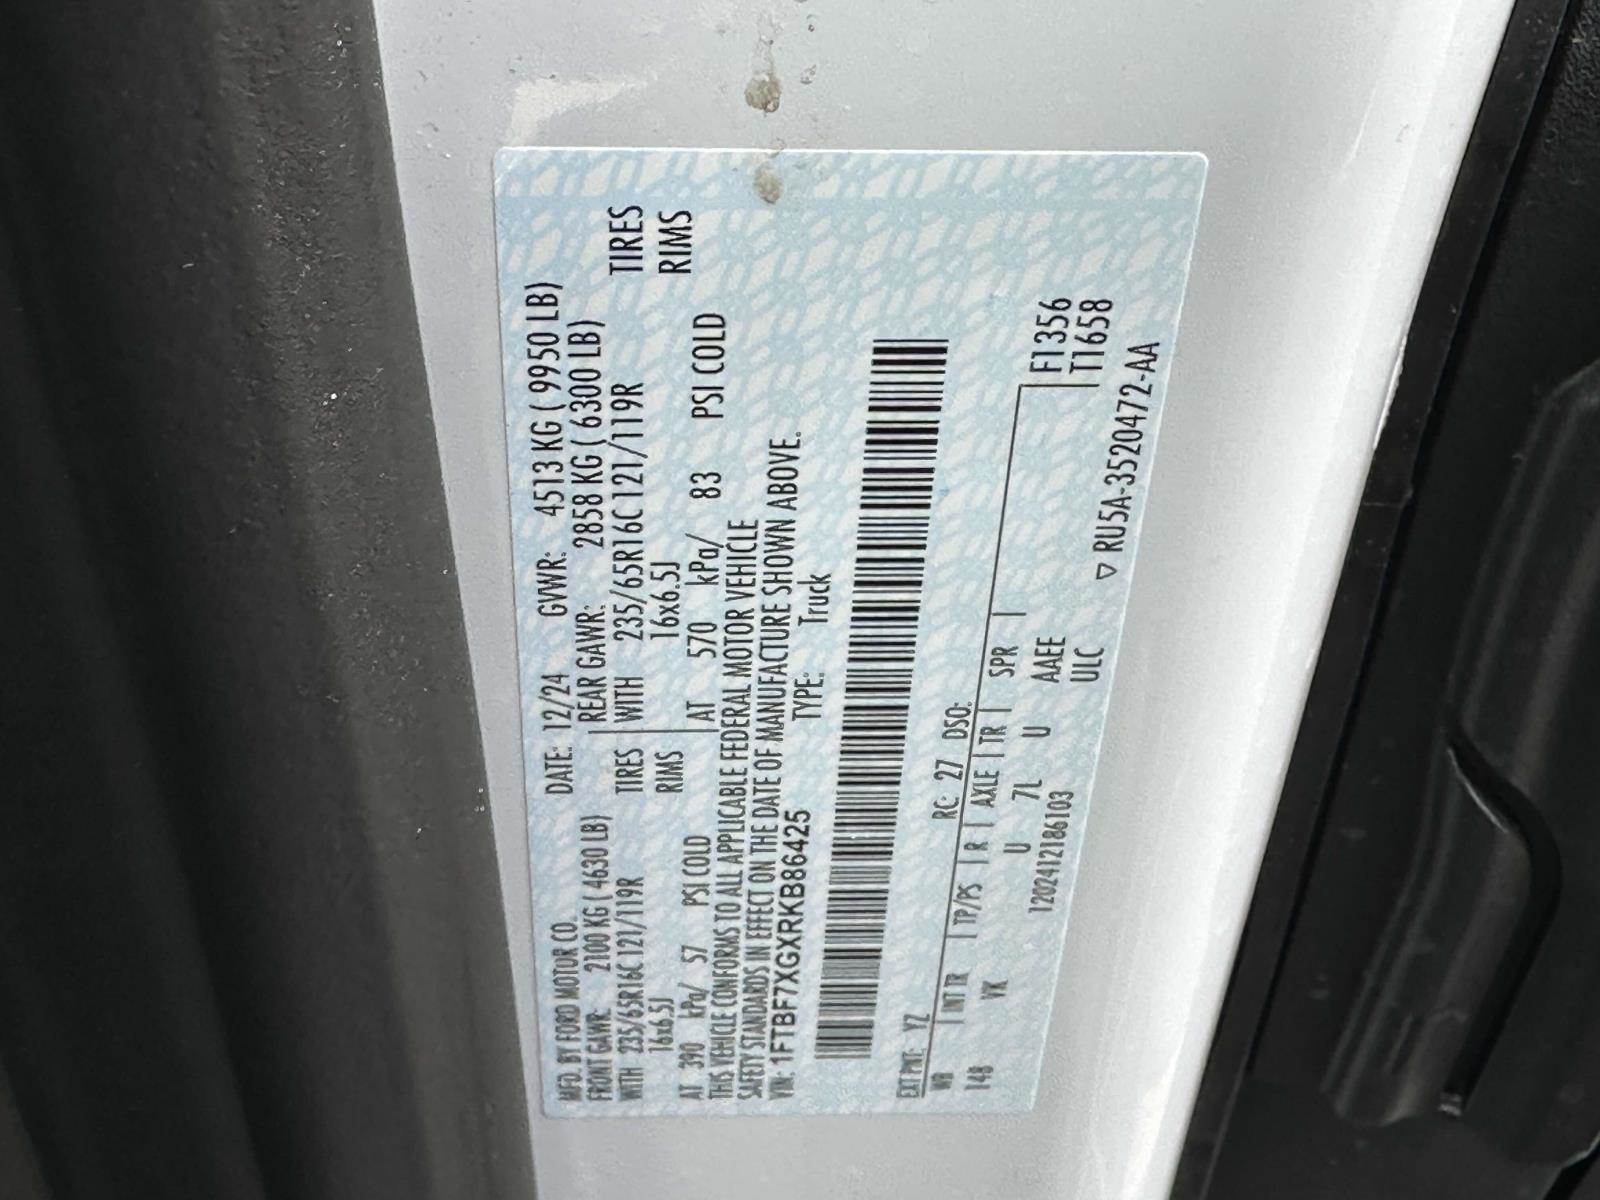 MFD. BY FORD MOTOR CO. DATE: 12/24 GVWR: 4513 KG ( 9950 LB)
FRONT GAWR: 2100 KG ( 4630 LB) REAR GAWR: 2858 KG ( 6300 LB)
WITH 235/65R16C 121/119R TIRES WITH 235/65R16C 121/119R TIRES
16x6.5J RIMS 16x6.5J RIMS
AT 390 kPa/ 57 PSI COLD AT 570 kPa/ 83 PSI COLD
THIS VEHICLE CONFORMS TO ALL APPLICABLE FEDERAL MOTOR VEHICLE
SAFETY STANDARDS IN EFFECT ON THE DATE OF MANUFACTURE SHOWN ABOVE.
VIN: 1FTBF7XGXRKB86425 TYPE: Truck
EXT PNT: YZ RC: 27 DSO:
WB | INT TR | TP/PS | R | AXLE | TR | SPR | F1356
148 VK U 7L U AAEE T1658
1202412186103 ULC
▽ RU5A-3520472-AA